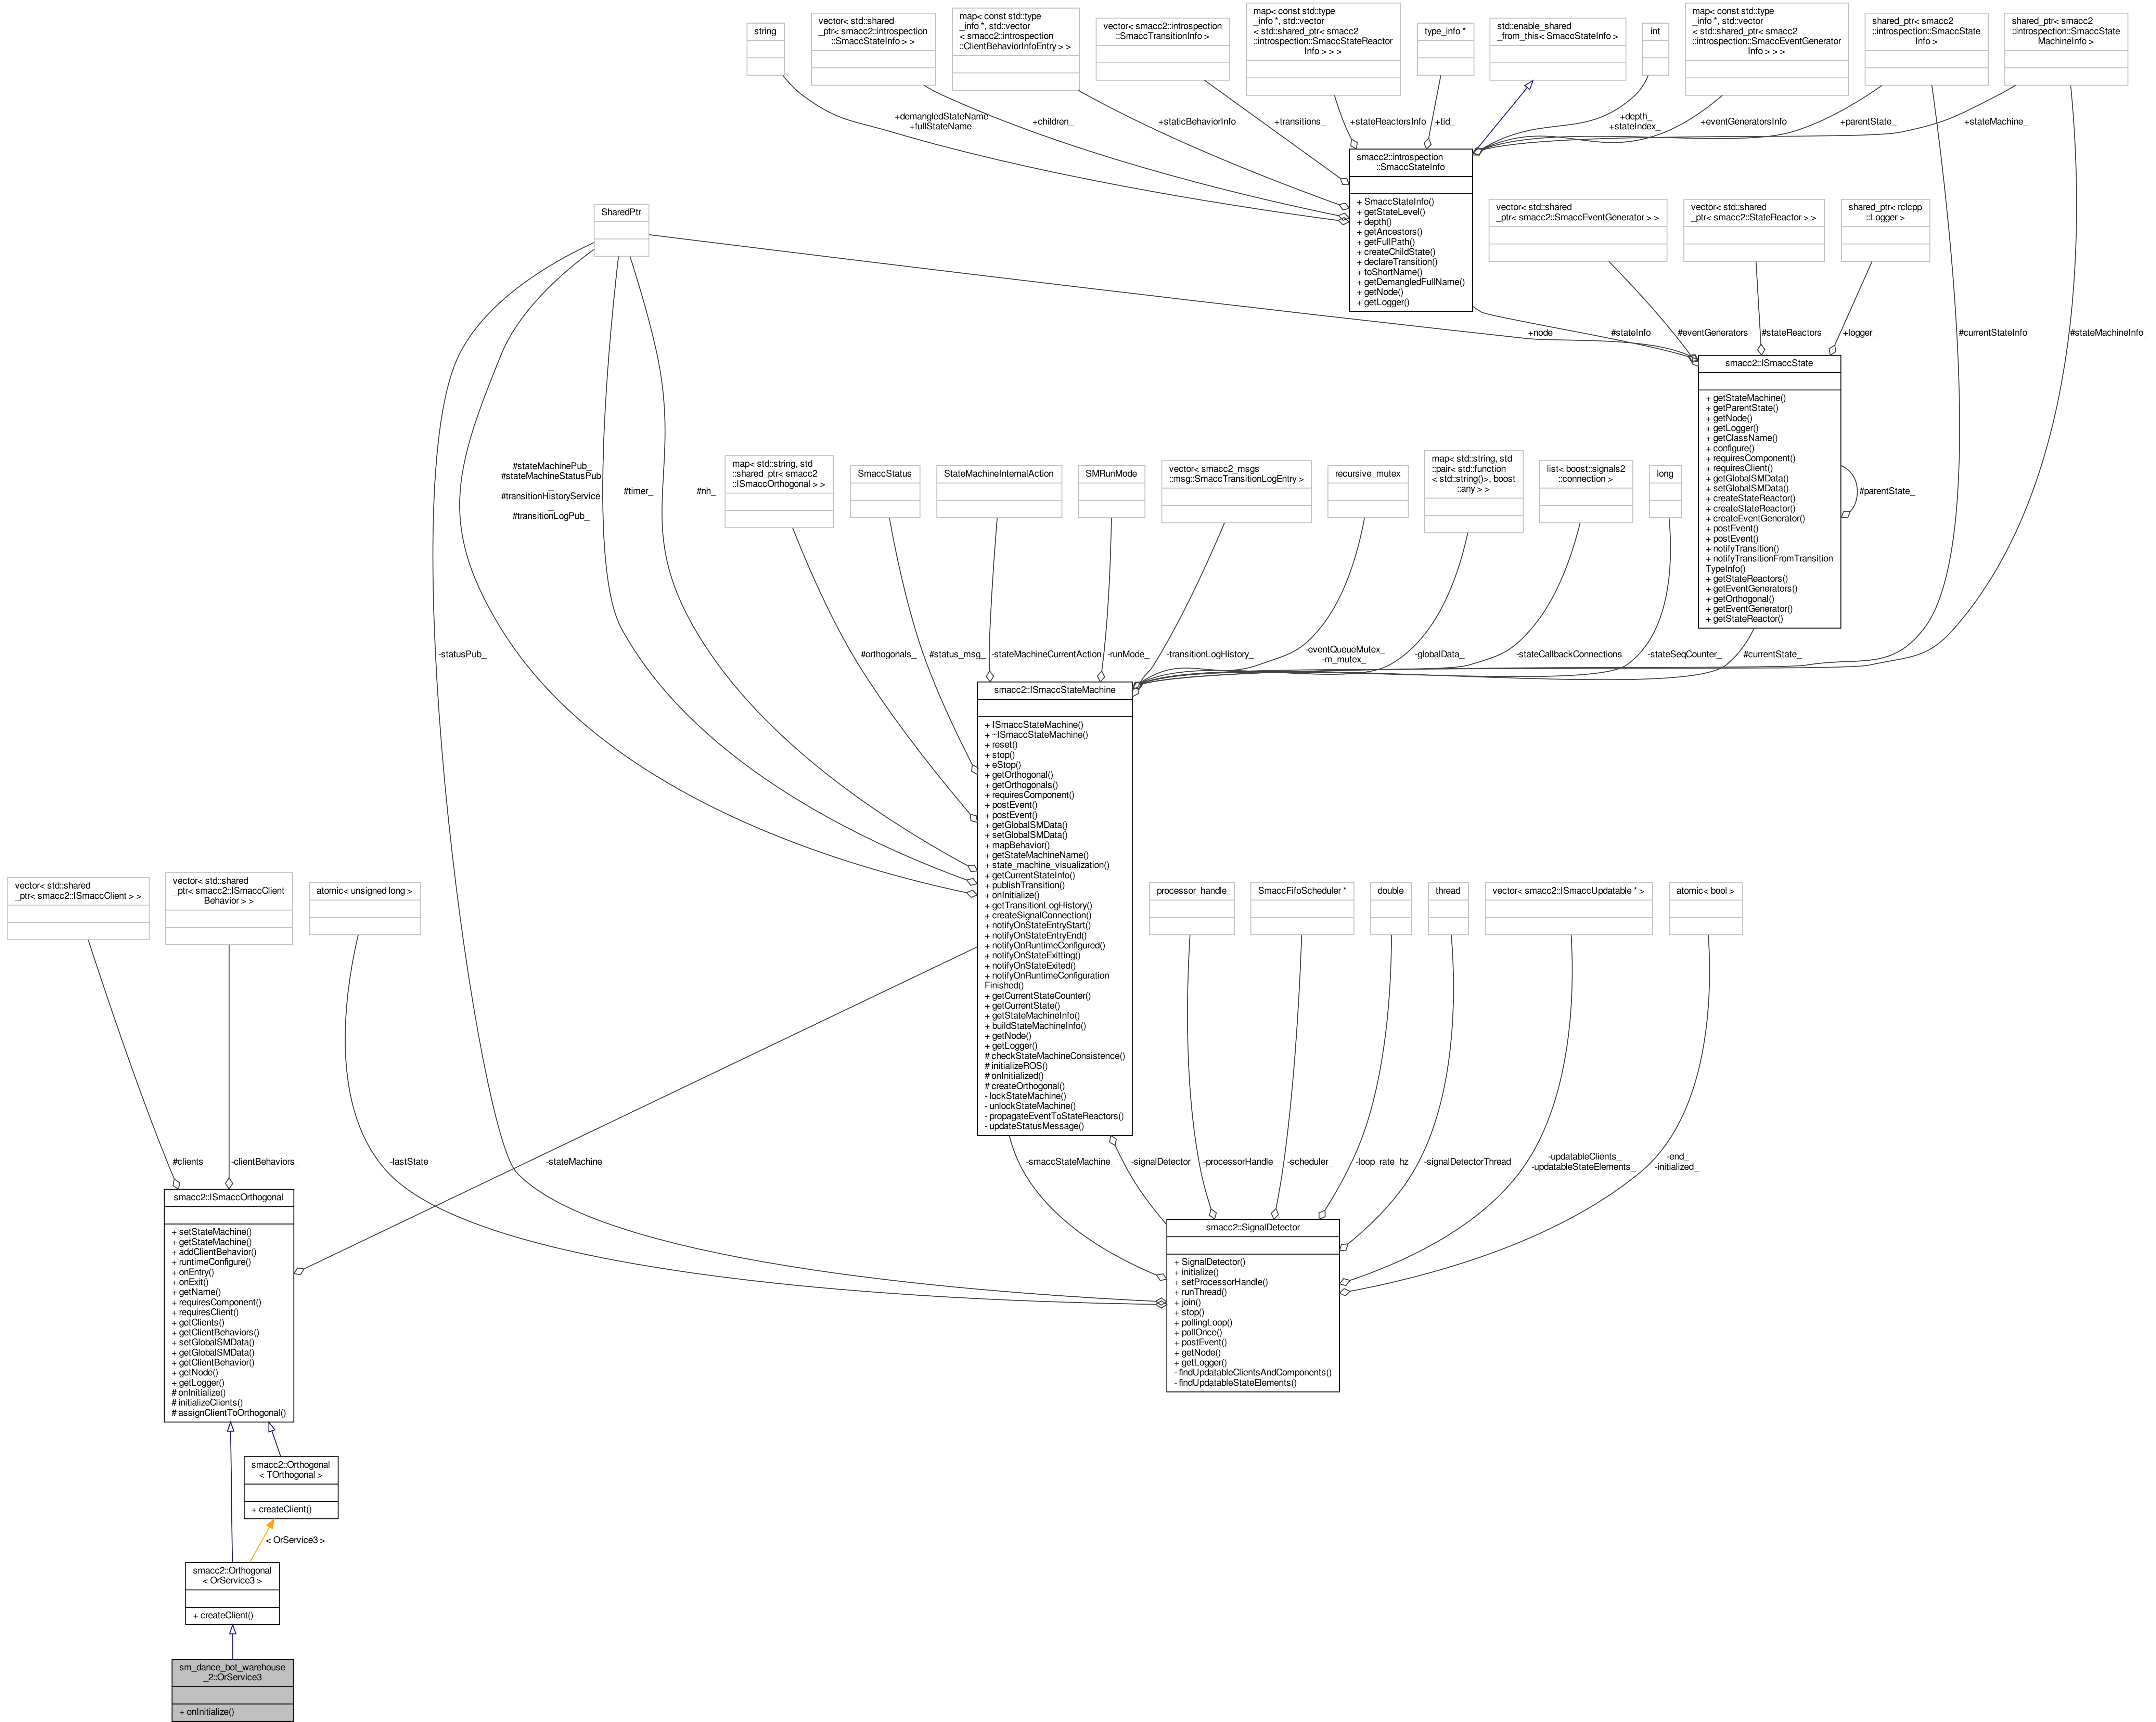 string
vector< std::shared
_ptr< smacc2::introspection
::SmaccStateInfo > >
map< const std::type
_info *, std::vector
< smacc2::introspection
::ClientBehaviorInfoEntry > >
vector< smacc2::introspection
::SmaccTransitionInfo >
map< const std::type
_info *, std::vector
< std::shared_ptr< smacc2
::introspection::SmaccStateReactor
Info > > >
type_info *
std::enable_shared
_from_this< SmaccStateInfo >
int
map< const std::type
_info *, std::vector
< std::shared_ptr< smacc2
::introspection::SmaccEventGenerator
Info > > >
shared_ptr< smacc2
::introspection::SmaccState
Info >
shared_ptr< smacc2
::introspection::SmaccState
MachineInfo >
+demangledStateName
+fullStateName
+children_
+staticBehaviorInfo
+transitions_
+stateReactorsInfo
+tid_
+depth_
+stateIndex_
+eventGeneratorsInfo
+parentState_
+stateMachine_
smacc2::introspection
::SmaccStateInfo
+ SmaccStateInfo()
+ getStateLevel()
+ depth()
+ getAncestors()
+ getFullPath()
+ createChildState()
+ declareTransition()
+ toShortName()
+ getDemangledFullName()
+ getNode()
+ getLogger()
SharedPtr
vector< std::shared
_ptr< smacc2::SmaccEventGenerator > >
vector< std::shared
_ptr< smacc2::StateReactor > >
shared_ptr< rclcpp
::Logger >
+node_
#stateInfo_
#eventGenerators_
#stateReactors_
+logger_
#currentStateInfo_
#stateMachineInfo_
smacc2::ISmaccState
+ getStateMachine()
+ getParentState()
+ getNode()
+ getLogger()
+ getClassName()
+ configure()
+ requiresComponent()
+ requiresClient()
+ getGlobalSMData()
+ setGlobalSMData()
+ createStateReactor()
+ createStateReactor()
+ createEventGenerator()
+ postEvent()
+ postEvent()
+ notifyTransition()
+ notifyTransitionFromTransition
TypeInfo()
+ getStateReactors()
+ getEventGenerators()
+ getOrthogonal()
+ getEventGenerator()
+ getStateReactor()
#parentState_
#stateMachinePub_
#stateMachineStatusPub
_
#transitionHistoryService
_
#transitionLogPub_
#timer_
#nh_
map< std::string, std
::shared_ptr< smacc2
::ISmaccOrthogonal > >
SmaccStatus
StateMachineInternalAction
SMRunMode
vector< smacc2_msgs
::msg::SmaccTransitionLogEntry >
recursive_mutex
map< std::string, std
::pair< std::function
< std::string()>, boost
::any > >
list< boost::signals2
::connection >
long
-statusPub_
#orthogonals_
#status_msg_
-stateMachineCurrentAction
-runMode_
-transitionLogHistory_
-eventQueueMutex_
-m_mutex_
-globalData_
-stateCallbackConnections
-stateSeqCounter_
#currentState_
smacc2::ISmaccStateMachine
+ ISmaccStateMachine()
+ ~ISmaccStateMachine()
+ reset()
+ stop()
+ eStop()
+ getOrthogonal()
+ getOrthogonals()
+ requiresComponent()
+ postEvent()
+ postEvent()
+ getGlobalSMData()
+ setGlobalSMData()
+ mapBehavior()
+ getStateMachineName()
+ state_machine_visualization()
+ getCurrentStateInfo()
+ publishTransition()
+ onInitialize()
+ getTransitionLogHistory()
+ createSignalConnection()
+ notifyOnStateEntryStart()
+ notifyOnStateEntryEnd()
+ notifyOnRuntimeConfigured()
+ notifyOnStateExitting()
+ notifyOnStateExited()
+ notifyOnRuntimeConfiguration
Finished()
+ getCurrentStateCounter()
+ getCurrentState()
+ getStateMachineInfo()
+ buildStateMachineInfo()
+ getNode()
+ getLogger()
# checkStateMachineConsistence()
# initializeROS()
# onInitialized()
# createOrthogonal()
- lockStateMachine()
- unlockStateMachine()
- propagateEventToStateReactors()
- updateStatusMessage()
vector< std::shared
_ptr< smacc2::ISmaccClient > >
vector< std::shared
_ptr< smacc2::ISmaccClient
Behavior > >
atomic< unsigned long >
processor_handle
SmaccFifoScheduler *
double
thread
vector< smacc2::ISmaccUpdatable * >
atomic< bool >
#clients_
-clientBehaviors_
-lastState_
-stateMachine_
-smaccStateMachine_
-signalDetector_
-processorHandle_
-scheduler_
-loop_rate_hz
-signalDetectorThread_
-updatableClients_
-updatableStateElements_
-end_
-initialized_
smacc2::ISmaccOrthogonal
+ setStateMachine()
+ getStateMachine()
+ addClientBehavior()
+ runtimeConfigure()
+ onEntry()
+ onExit()
+ getName()
+ requiresComponent()
+ requiresClient()
+ getClients()
+ getClientBehaviors()
+ setGlobalSMData()
+ getGlobalSMData()
+ getClientBehavior()
+ getNode()
+ getLogger()
# onInitialize()
# initializeClients()
# assignClientToOrthogonal()
smacc2::SignalDetector
+ SignalDetector()
+ initialize()
+ setProcessorHandle()
+ runThread()
+ join()
+ stop()
+ pollingLoop()
+ pollOnce()
+ postEvent()
+ getNode()
+ getLogger()
- findUpdatableClientsAndComponents()
- findUpdatableStateElements()
smacc2::Orthogonal
< TOrthogonal >
+ createClient()
< OrService3 >
smacc2::Orthogonal
< OrService3 >
+ createClient()
sm_dance_bot_warehouse
_2::OrService3
+ onInitialize()